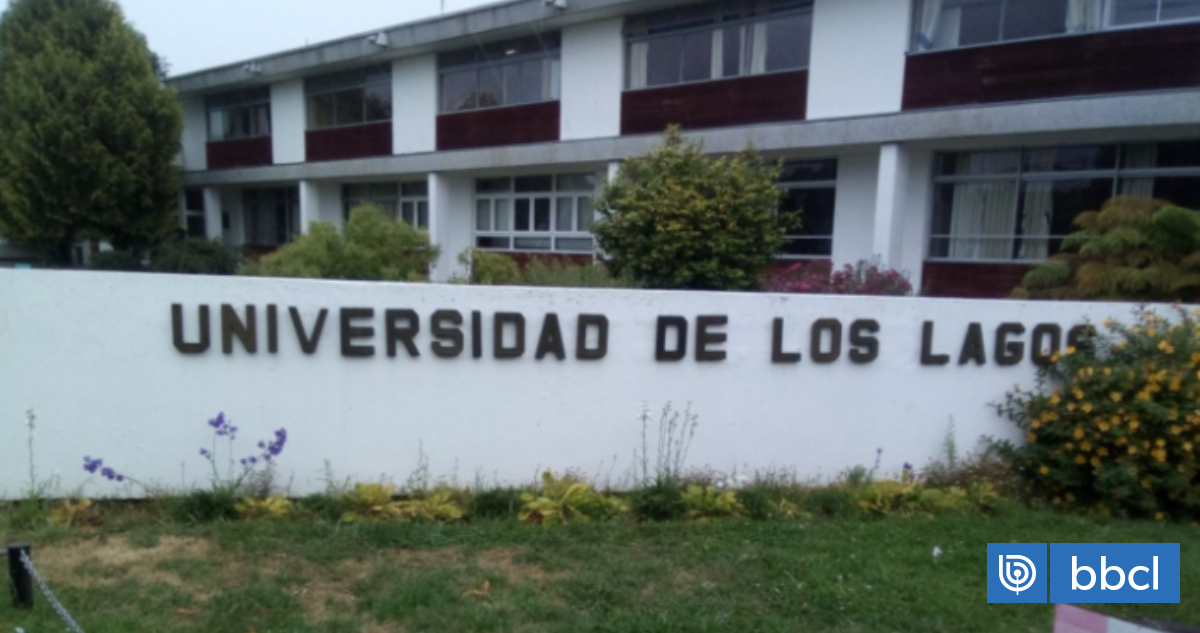 UNIVERSIDAD DE LOS LAGOS
bbcl